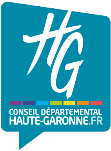 HG
CONSEIL DÉPARTEMENTAL
HAUTE-GARONNE.FR